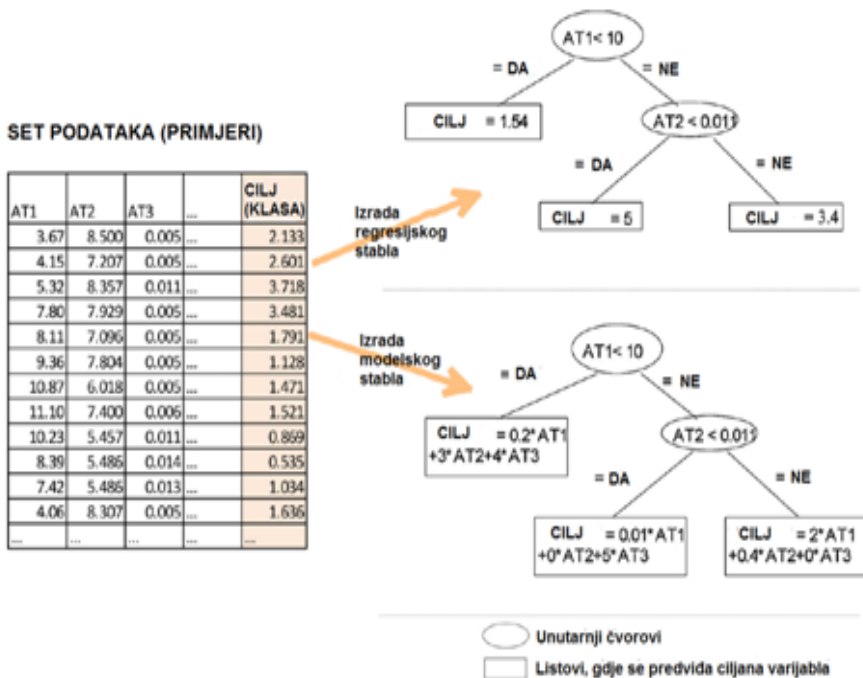 SET PODATAKA (PRIMJERI)
AT1 AT2 AT3 ... CILJ (KLASA)
3.67 8.500 0.005 ... 2.133
4.15 7.207 0.005 ... 2.601
5.32 8.357 0.011 ... 3.718
7.80 7.929 0.005 ... 3.481
8.11 7.096 0.005 ... 1.791
9.36 7.804 0.005 ... 1.128
10.87 6.018 0.005 ... 1.471
11.10 7.400 0.006 ... 1.521
10.23 5.457 0.011 ... 0.869
8.39 5.486 0.014 ... 0.535
7.42 5.486 0.013 ... 1.034
4.06 8.307 0.005 ... 1.636
... ... ... ... ...
Izrada
regresijskog
stabla
AT1< 10
= DA = NE
CILJ = 1.54
AT2 < 0.011
= DA = NE
CILJ = 5
CILJ = 3.4
Izrada
modelskog
stabla
AT1< 10
= DA = NE
CILJ = 0.2*AT1
+3*AT2+4*AT3
AT2 < 0.011
= DA = NE
CILJ = 0.01*AT1
+0*AT2+5*AT3
CILJ = 2*AT1
+0.4*AT2+0*AT3
Unutarnji čvorovi
Listovi, gdje se predviđa ciljana varijabla